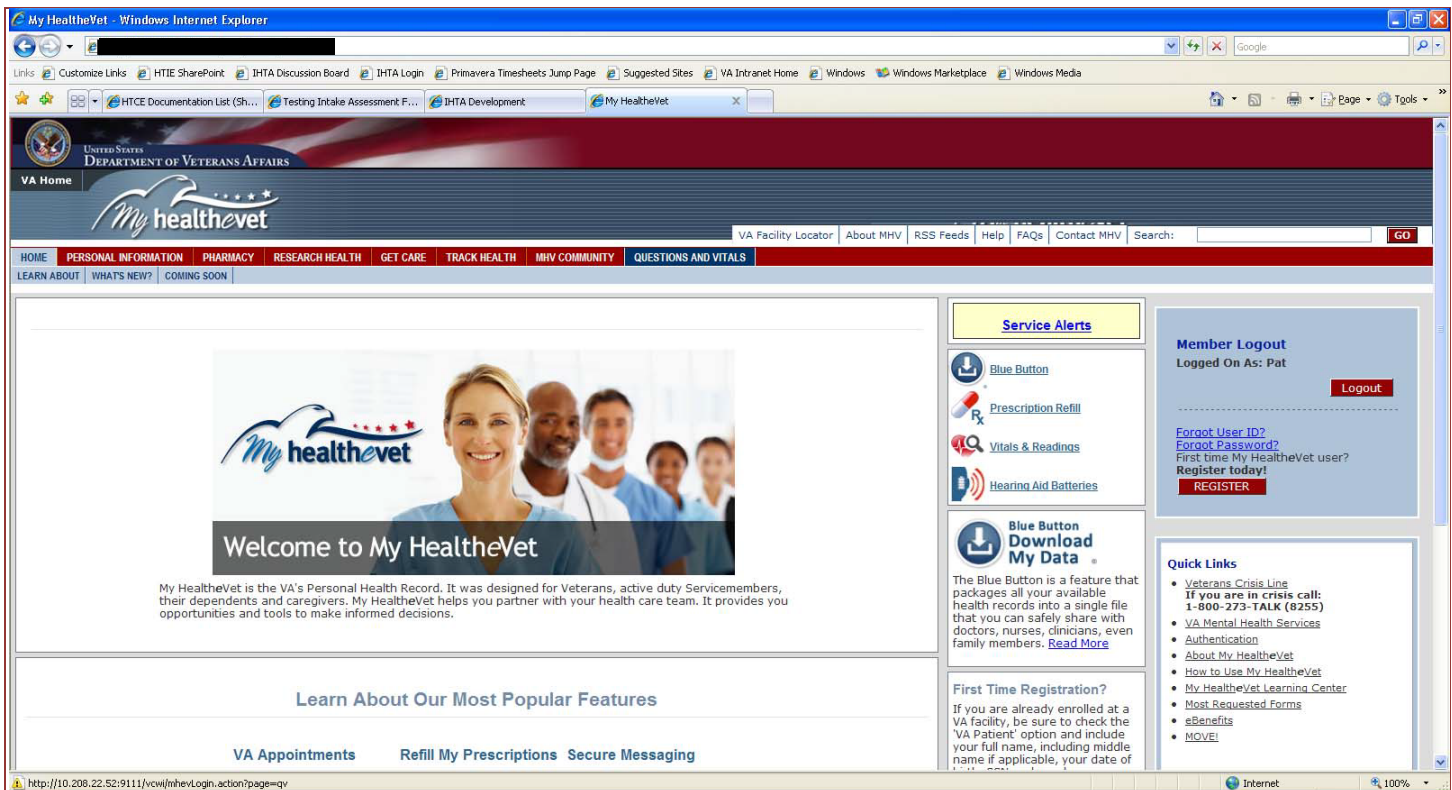 My HealtheVet - Windows Internet Explorer
Google
Links Customize Links HTIE SharePoint IHTA Discussion Board IHTA Login Primavera Timesheets Jump Page Suggested Sites VA Intranet Home Windows Windows Marketplace Windows Media
HTCE Documentation List (Sh... Testing Intake Assessment F... IHTA Development My HealtheVet Page Tools
UNITED STATES
DEPARTMENT OF VETERANS AFFAIRS
VA Home
My healthevet
VA Facility Locator About MHV RSS Feeds Help FAQs Contact MHV Search: GO
HOME PERSONAL INFORMATION PHARMACY RESEARCH HEALTH GET CARE TRACK HEALTH MHV COMMUNITY QUESTIONS AND VITALS
LEARN ABOUT WHAT'S NEW? COMING SOON
My healthevet
Welcome to My HealtheVet
My HealtheVet is the VA's Personal Health Record. It was designed for Veterans, active duty Servicemembers,
their dependents and caregivers. My HealtheVet helps you partner with your health care team. It provides you
opportunities and tools to make informed decisions.
Learn About Our Most Popular Features
VA Appointments Refill My Prescriptions Secure Messaging
Service Alerts
Blue Button
Rx Prescription Refill
Vitals & Readings
Hearing Aid Batteries
Blue Button
Download
My Data ®
The Blue Button is a feature that
packages all your available
health records into a single file
that you can safely share with
doctors, nurses, clinicians, even
family members. Read More
First Time Registration?
If you are already enrolled at a
VA facility, be sure to check the
'VA Patient' option and include
your full name, including middle
name if applicable, your date of
Member Logout
Logged On As: Pat
Logout
Forgot User ID?
Forgot Password?
First time My HealtheVet user?
Register today!
REGISTER
Quick Links
Veterans Crisis Line
If you are in crisis call:
1-800-273-TALK (8255)
VA Mental Health Services
Authentication
About My HealtheVet
How to Use My HealtheVet
My HealtheVet Learning Center
Most Requested Forms
eBenefits
MOVE!
http://10.208.22.52:9111/vcwi/mhevLogin.action?page=qv Internet 100%